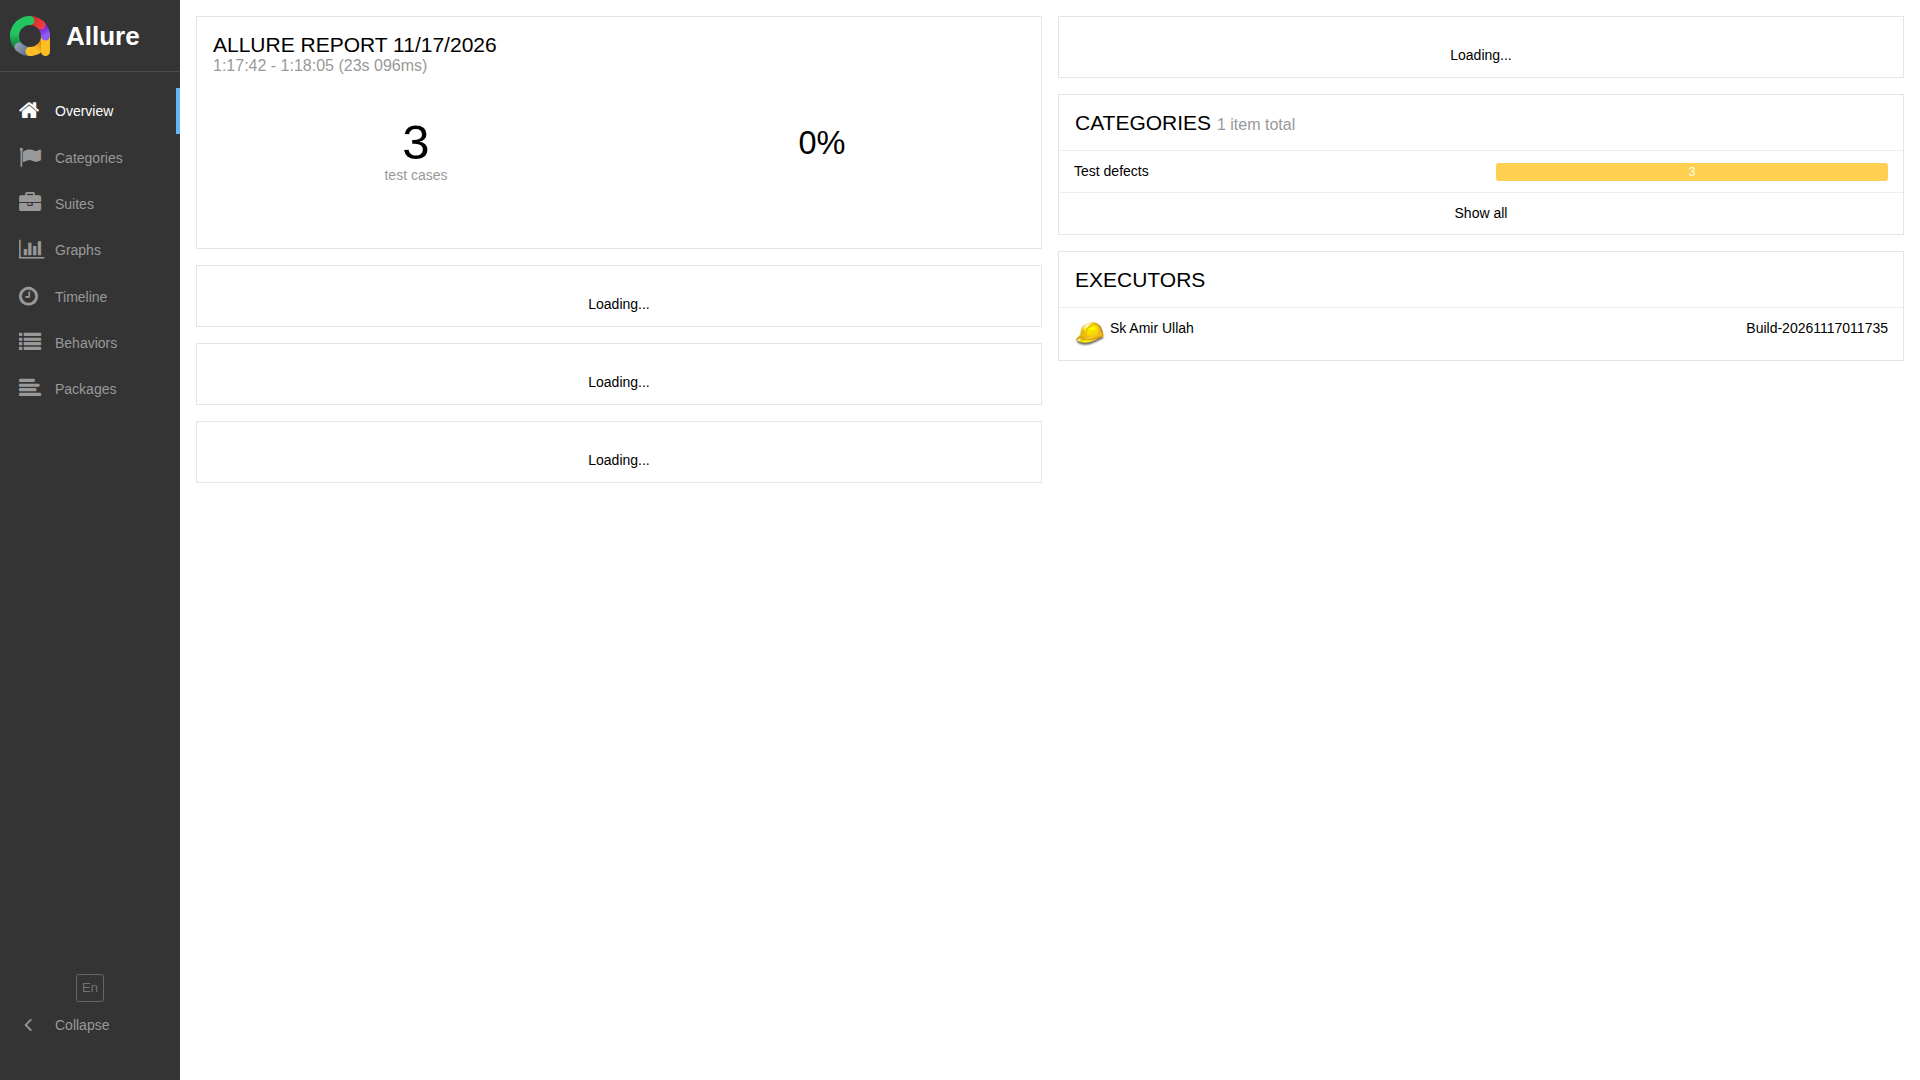 Allure
Overview
Categories
Suites
Graphs
Timeline
Behaviors
Packages
En
Collapse
ALLURE REPORT 11/17/2026
1:17:42 - 1:18:05 (23s 096ms)
3
test cases
0%
Loading...
Loading...
Loading...
Loading...
CATEGORIES 1 item total
Test defects 3
Show all
EXECUTORS
Sk Amir Ullah Build-20261117011735